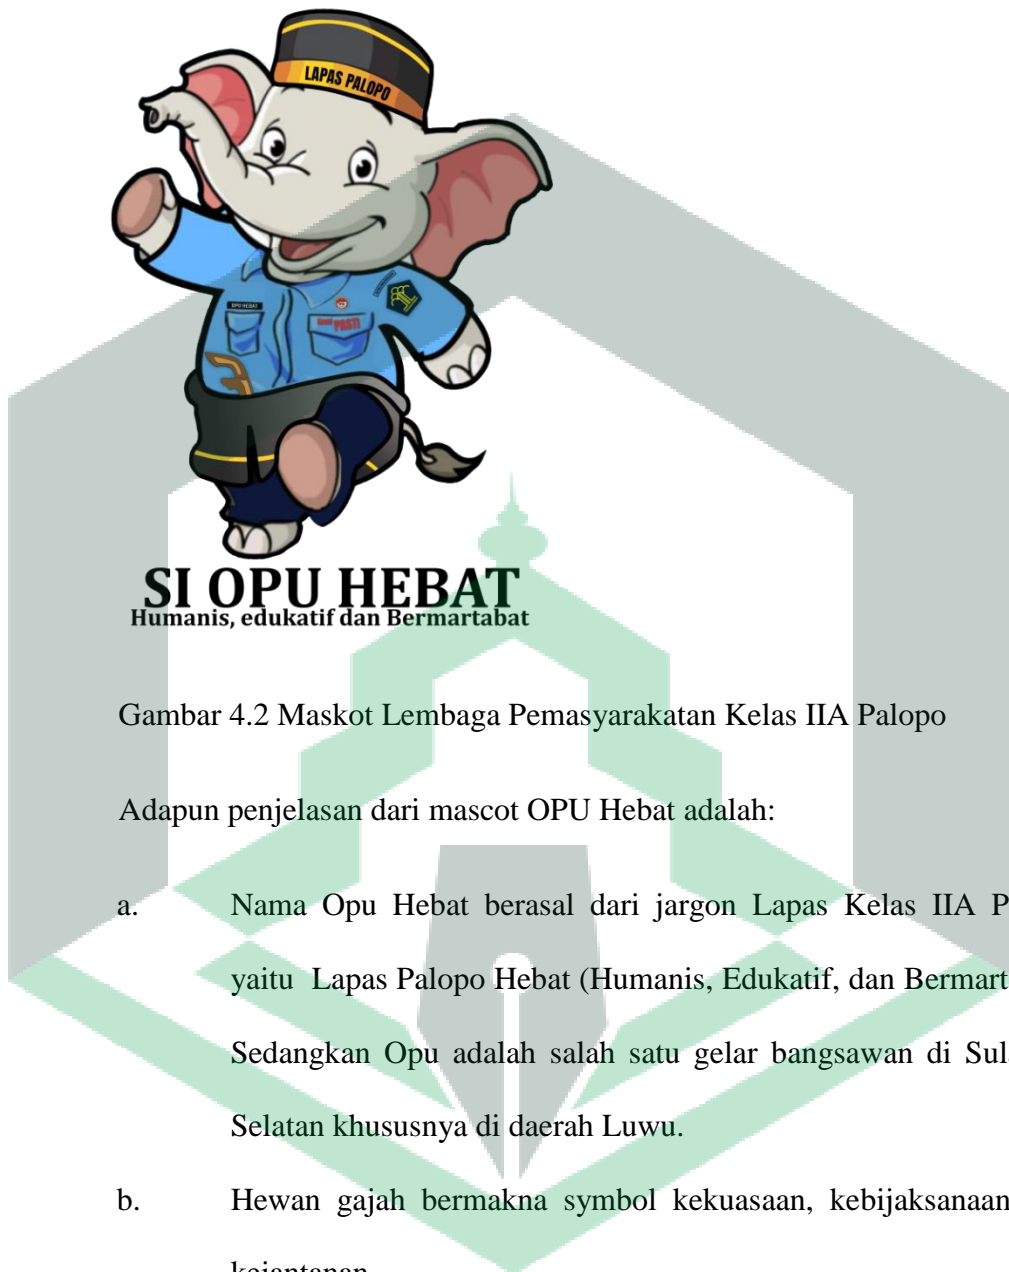 LAPAS PALOPO
OPU HEBAT
PASTI
SI OPU HEBAT
Humanis, edukatif dan Bermartabat
Gambar 4.2 Maskot Lembaga Pemasyarakatan Kelas IIA Palopo
Adapun penjelasan dari mascot OPU Hebat adalah:
a. Nama Opu Hebat berasal dari jargon Lapas Kelas IIA P
yaitu Lapas Palopo Hebat (Humanis, Edukatif, dan Bermart
Sedangkan Opu adalah salah satu gelar bangsawan di Sul
Selatan khususnya di daerah Luwu.
b. Hewan gajah bermakna symbol kekuasaan, kebijaksanaan
kejantanan